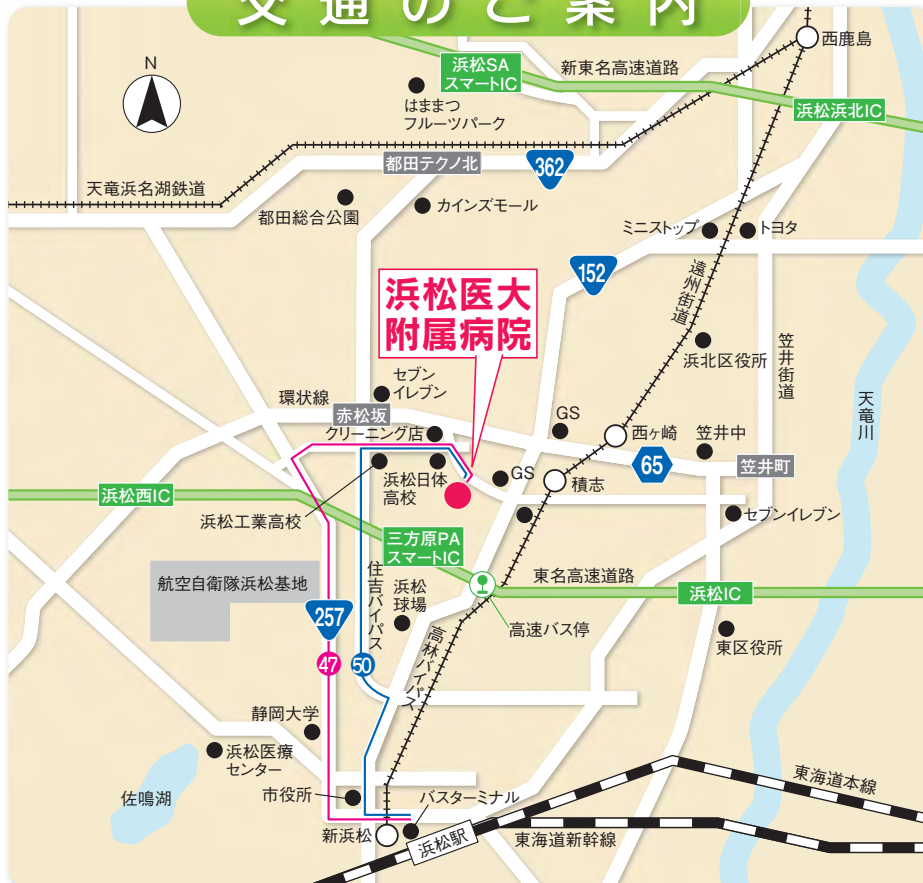 交通のご案内
西鹿島
浜松SA
スマートIC
新東名高速道路
N
はままつ
フルーツパーク
浜松浜北IC
都田テクノ北
362
天竜浜名湖鉄道
都田総合公園
カインズモール
ミニストップ
トヨタ
152
遠州街道
浜松医大
附属病院
笠井街道
浜北区役所
天竜川
セブン
イレブン
環状線
赤松坂
GS
クリーニング店
西ヶ崎
笠井中
65
笠井町
浜松日体
高校
GS
積志
浜松西IC
浜松工業高校
セブンイレブン
三方原PA
スマートIC
東名高速道路
浜松IC
航空自衛隊浜松基地
住吉バイパス
浜松
球場
257
高速バス停
高林バイパス
東区役所
47
50
静岡大学
浜松医療
センター
佐鳴湖
市役所
バスターミナル
東海道本線
新浜松
浜松駅
東海道新幹線